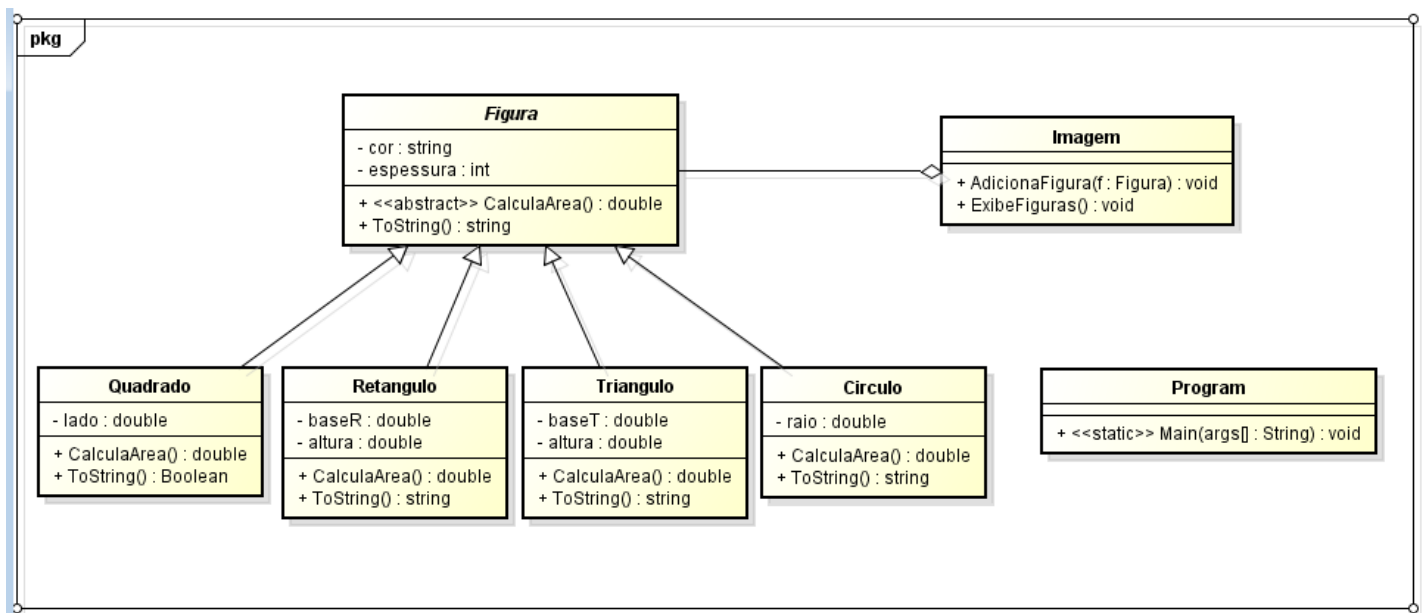 pkg
Figura
- cor : string
- espessura : int
+ <<abstract>> CalculaArea() : double
+ ToString() : string
Imagem
+ AdicionaFigura(f : Figura) : void
+ ExibeFiguras() : void
Quadrado
- lado : double
+ CalculaArea() : double
+ ToString() : Boolean
Retangulo
- baseR : double
- altura : double
+ CalculaArea() : double
+ ToString() : string
Triangulo
- baseT : double
- altura : double
+ CalculaArea() : double
+ ToString() : string
Circulo
- raio : double
+ CalculaArea() : double
+ ToString() : string
Program
+ <<static>> Main(args[] : String) : void